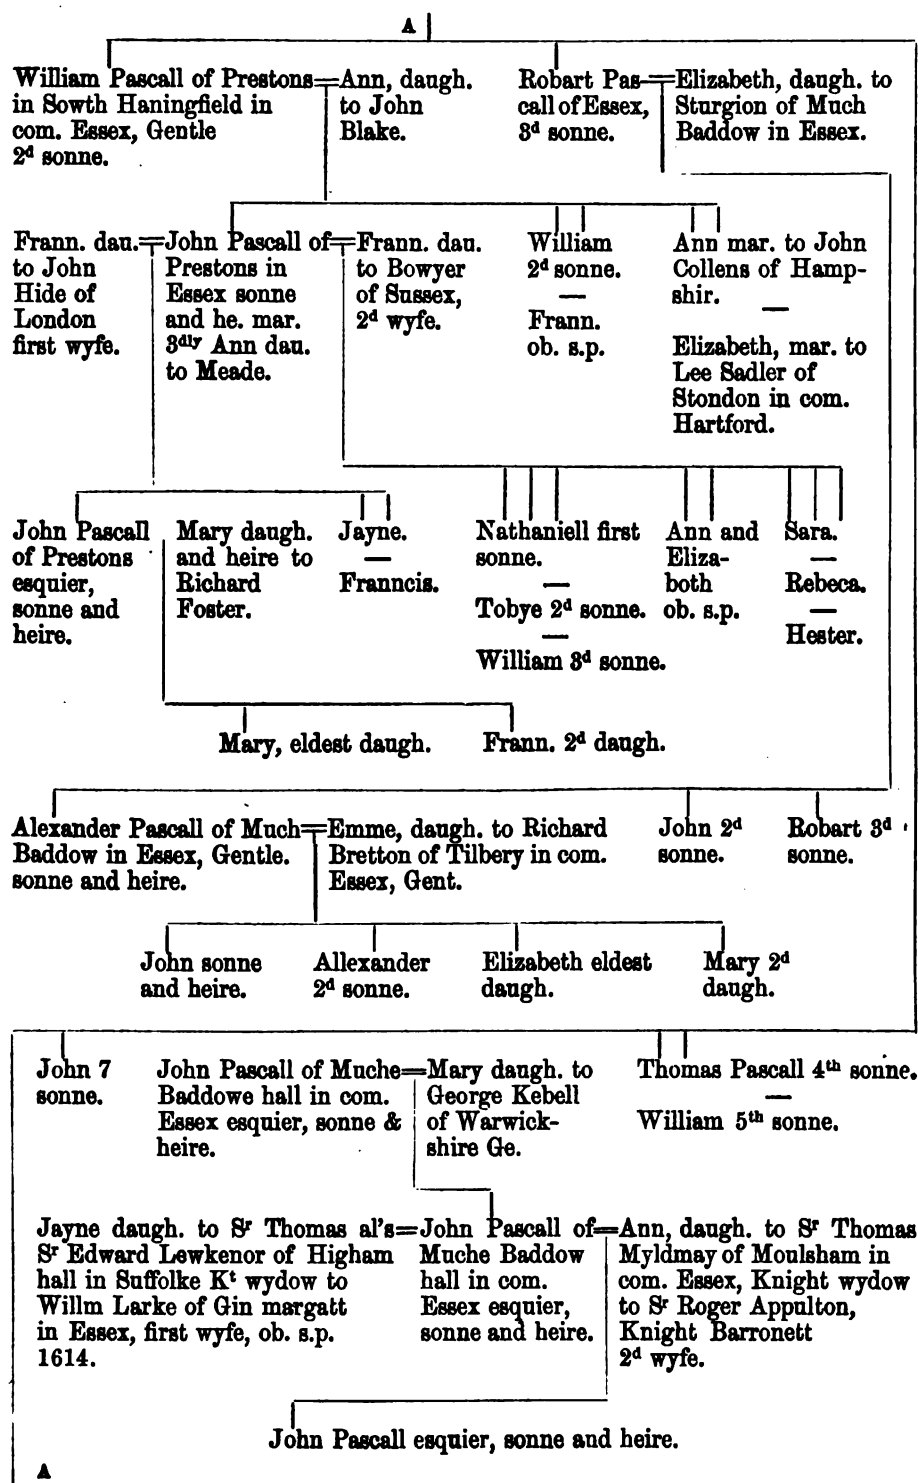 A
William Pascall of Prestons
in Sowth Haningfield in
com. Essex, Gentle
2d sonne.
Ann, daugh.
to John
Blake.
Robart Pas-
call of Essex,
3d sonne.
Elizabeth, daugh. to
Sturgion of Much
Baddow in Essex.
Frann. dau.
to John
Hide of
London
first wyfe.
John Pascall of
Prestons in
Essex sonne
and he. mar.
3dly Ann dau.
to Meade.
Frann. dau.
to Bowyer
of Sussex,
2d wyfe.
William
2d sonne.
—
Frann.
ob. s.p.
Ann mar. to John
Collens of Hamp-
shir.
—
Elizabeth, mar. to
Lee Sadler of
Stondon in com.
Hartford.
John Pascall
of Prestons
esquier,
sonne and
heire.
Mary daugh.
and heire to
Richard
Foster.
Jayne.
—
Franncis.
Nathaniell first
sonne.
—
Tobye 2d sonne.
—
William 3d sonne.
Ann and
Eliza-
both
ob. s.p.
Sara.
—
Rebeca.
—
Hester.
Mary, eldest daugh.
Frann. 2d daugh.
Alexander Pascall of Much
Baddow in Essex, Gentle.
sonne and heire.
Emme, daugh. to Richard
Bretton of Tilbery in com.
Essex, Gent.
John 2d
sonne.
Robart 3d
sonne.
John sonne
and heire.
Allexander
2d sonne.
Elizabeth eldest
daugh.
Mary 2d
daugh.
John 7
sonne.
John Pascall of Muche
Baddowe hall in com.
Essex esquier, sonne &
heire.
Mary daugh. to
George Kebell
of Warwick-
shire Ge.
Thomas Pascall 4th sonne.
—
William 5th sonne.
Jayne daugh. to Sr Thomas al's
Sr Edward Lewkenor of Higham
hall in Suffolke Kt wydow to
Willm Larke of Gin margatt
in Essex, first wyfe, ob. s.p.
1614.
John Pascall of
Muche Baddow
hall in com.
Essex esquier,
sonne and heire.
Ann, daugh. to Sr Thomas
Myldmay of Moulsham in
com. Essex, Knight wydow
to Sr Roger Appulton,
Knight Barronett
2d wyfe.
John Pascall esquier, sonne and heire.
A